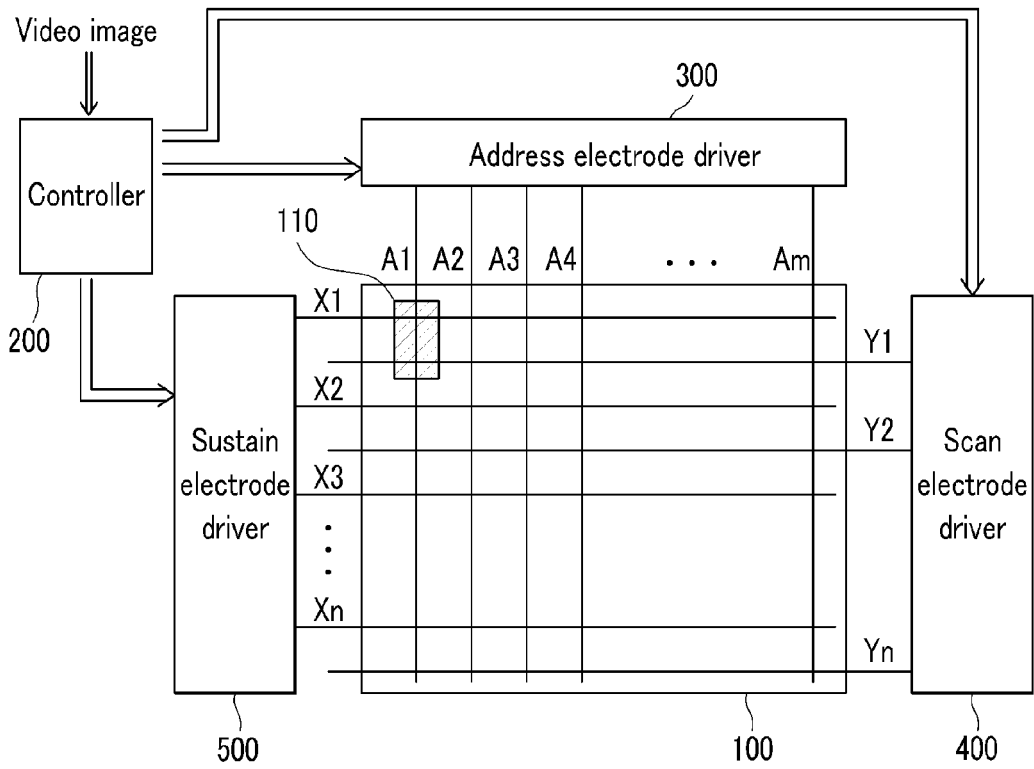 Video image
300
Address electrode driver
Controller
110
A1 A2 A3 A4 ... Am
200
X1
Y1
X2
Y2
Sustain
electrode
driver
Scan
electrode
driver
X3
Xn
Yn
500
100
400